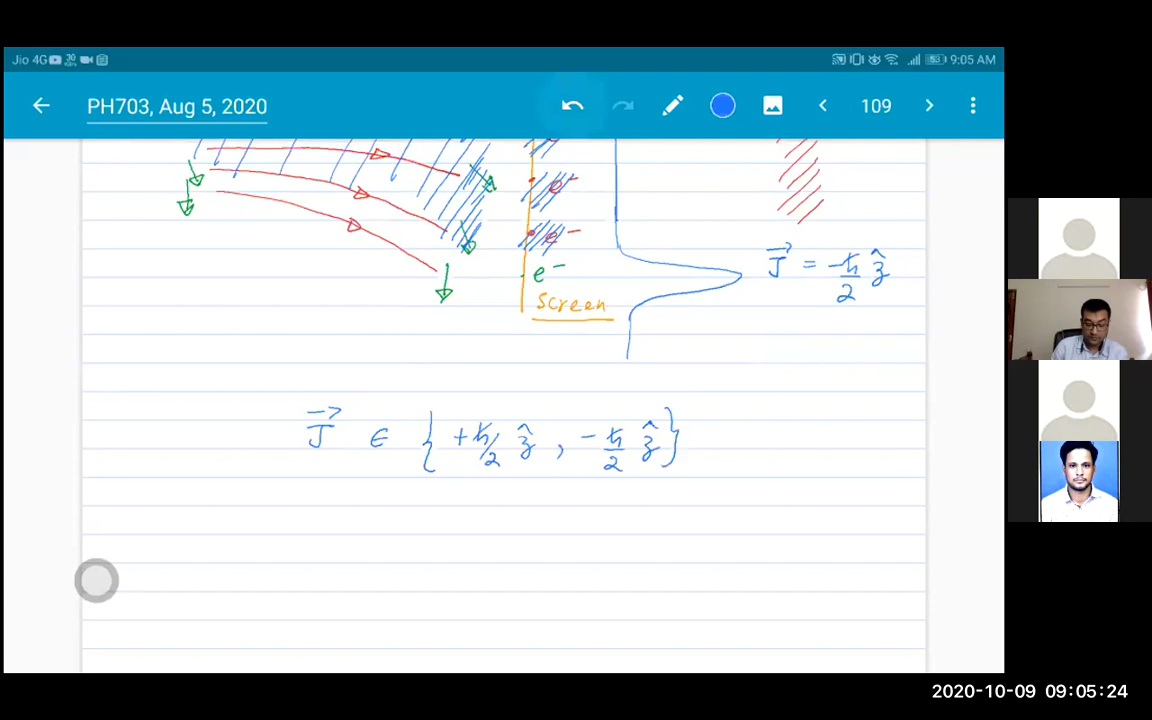 Jio 4G 9:05 AM
PH703, Aug 5, 2020 109
e-
e-
e-
Screen
J⃗ = -ħ/2 ẑ
J⃗ ∈ { +ħ/2 ẑ , -ħ/2 ẑ }
2020-10-09 09:05:24